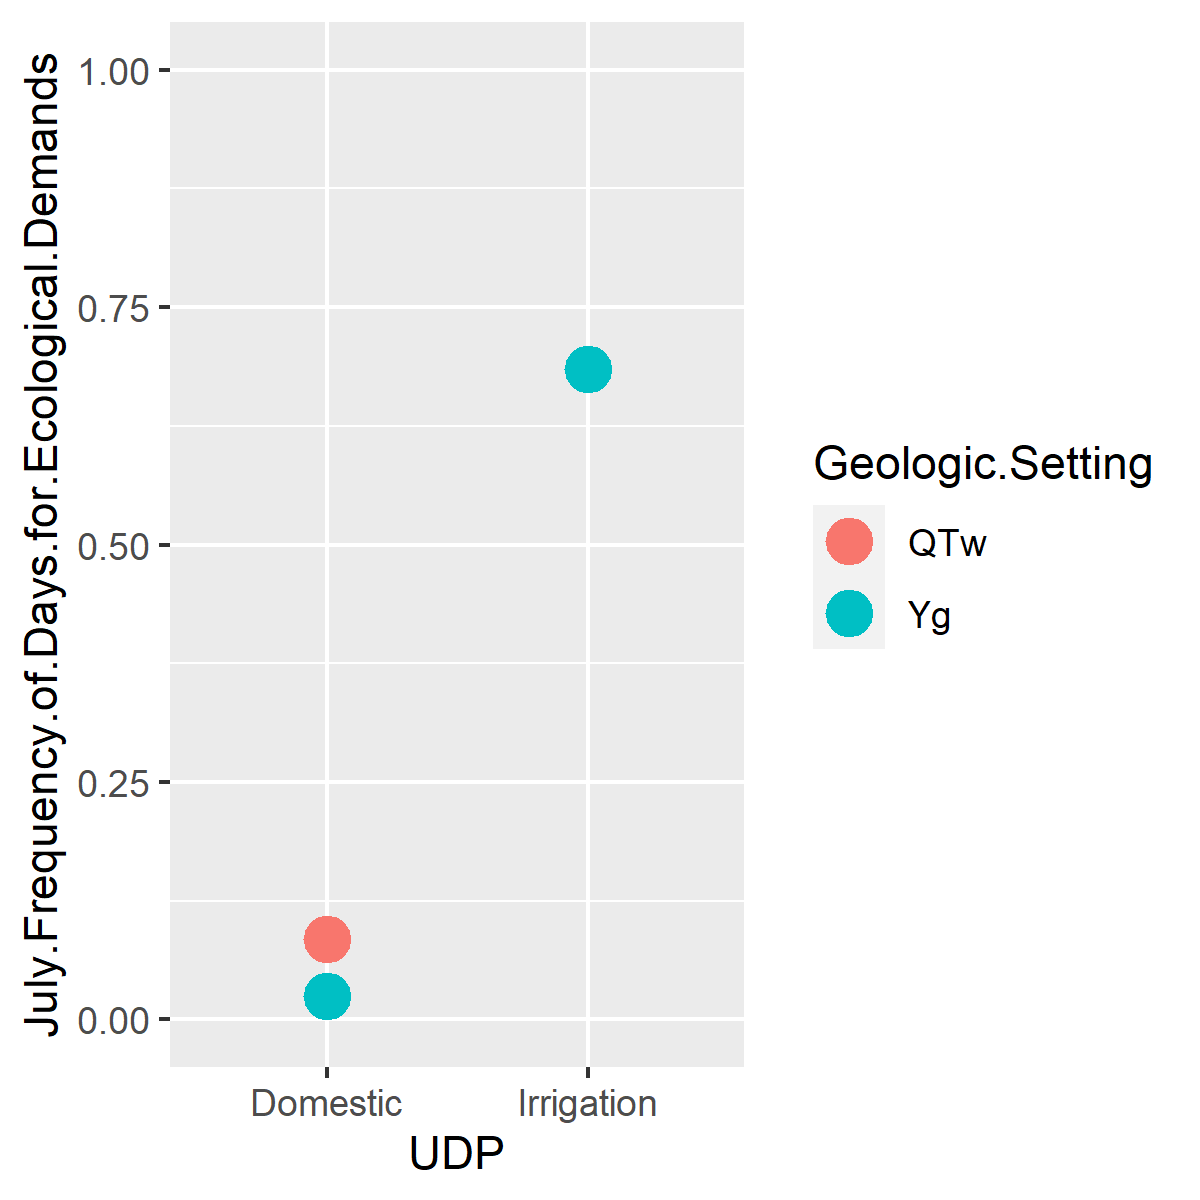 July.Frequency.of.Days.for.Ecological.Demands
1.00
0.75
0.50
0.25
0.00
Domestic
Irrigation
UDP
Geologic.Setting
QTw
Yg